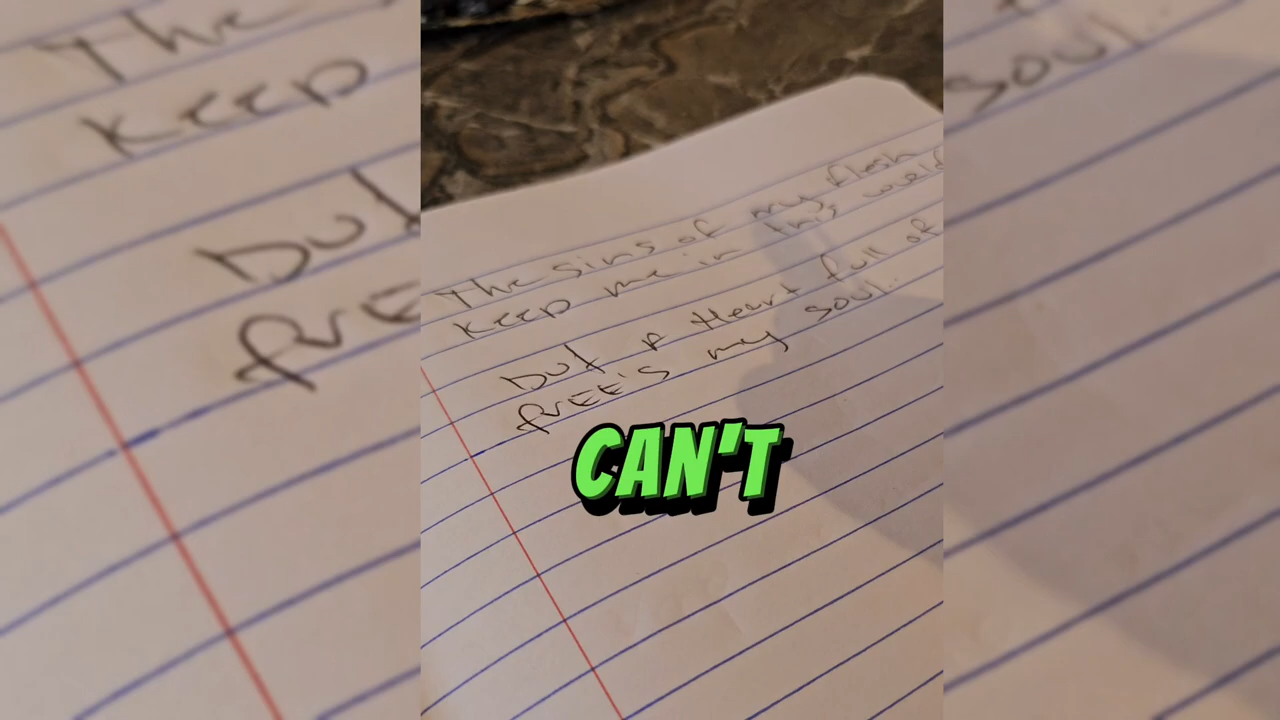 The sins of my flesh
keep me in this world
but A Heart full of
frEE's my soul..
CAN'T